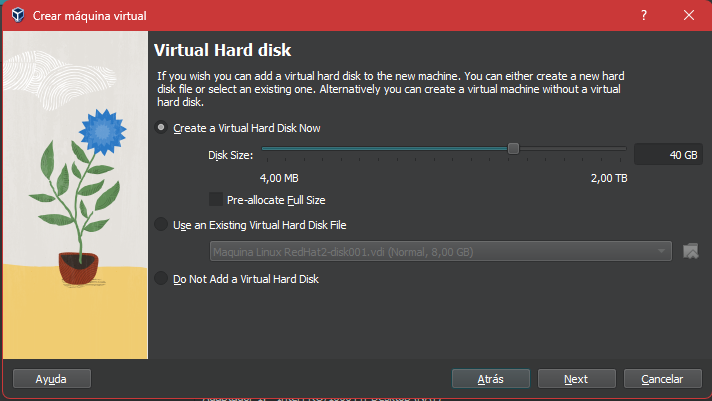 Crear máquina virtual
Virtual Hard disk
If you wish you can add a virtual hard disk to the new machine. You can either create a new hard
disk file or select an existing one. Alternatively you can create a virtual machine without a virtual
hard disk.
Create a Virtual Hard Disk Now
Disk Size:
40 GB
4,00 MB
2,00 TB
Pre-allocate Full Size
Use an Existing Virtual Hard Disk File
Maquina Linux RedHat2-disk001.vdi (Normal, 8,00 GB)
Do Not Add a Virtual Hard Disk
Ayuda
Atrás
Next
Cancelar